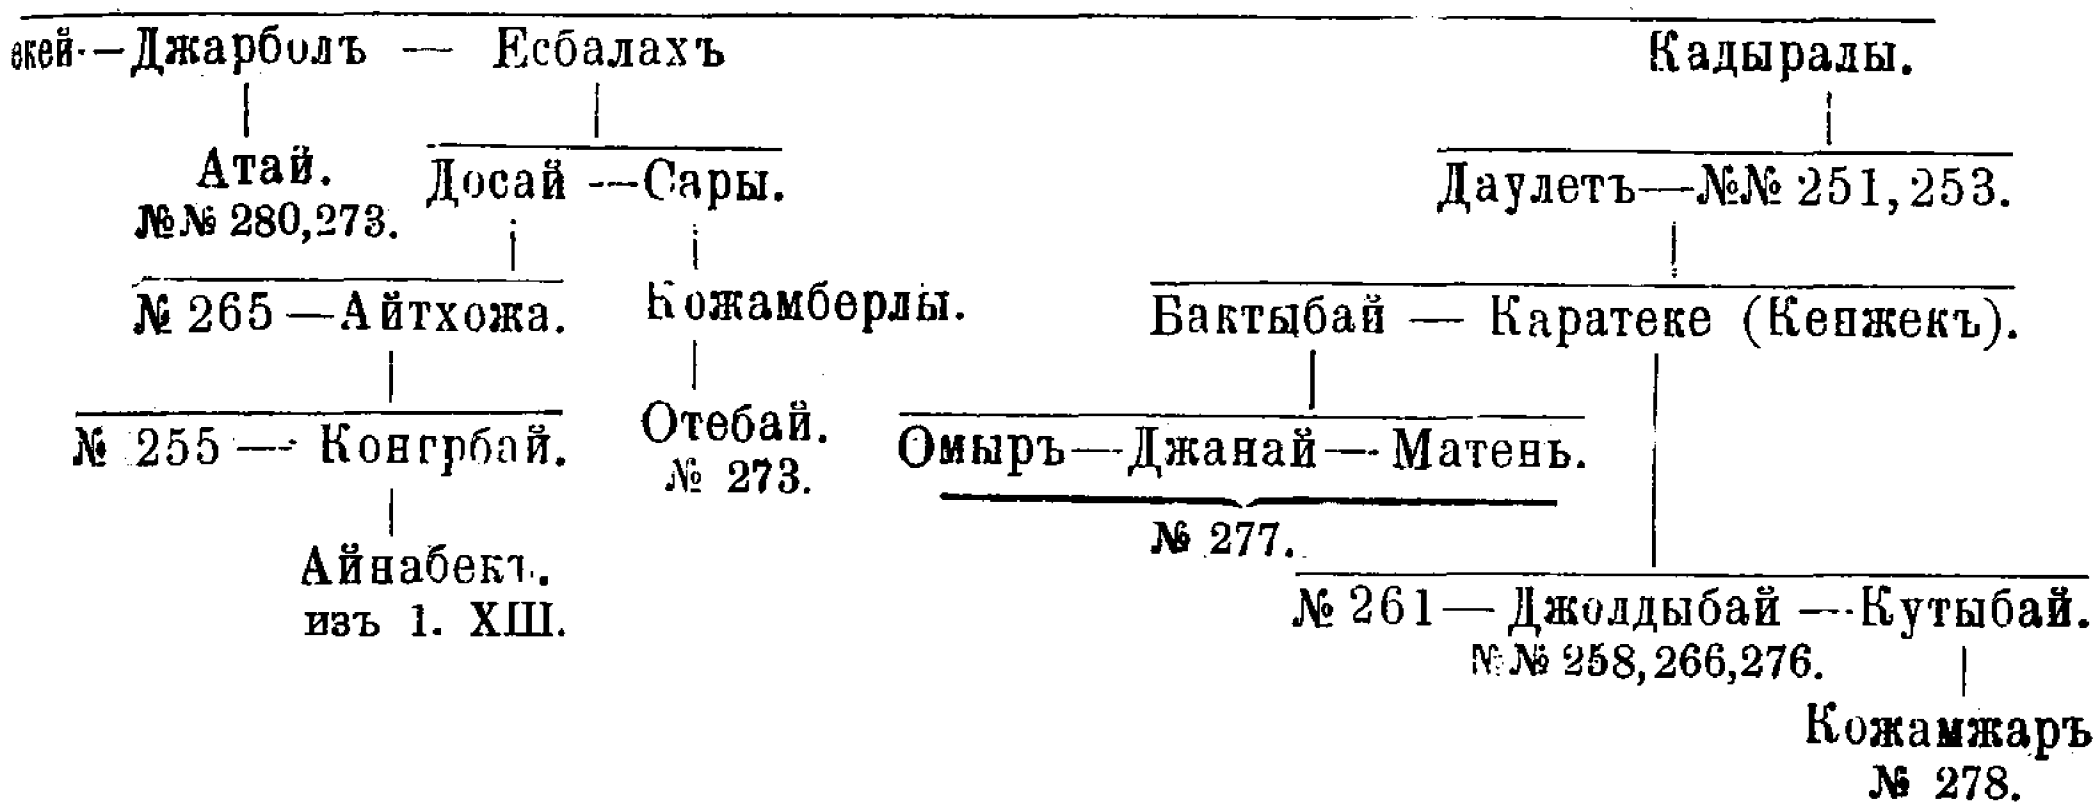 екей — Джарболъ — Есбалахъ Кадыралы.
Атай. Досай — Сары. Даулетъ — №№ 251, 253.
№№ 280, 273.
№ 265 — Айтхожа. Кожамберлы. Бактыбай — Каратеке (Кенжекъ).
№ 255 — Конгрбай. Отебай. Омыръ — Джанай — Матень.
№ 273.
№ 277.
Айнабекъ. № 261 — Джолдыбай — Кутыбай.
изъ 1. XIII. №№ 258, 266, 276.
Кожамжаръ
№ 278.